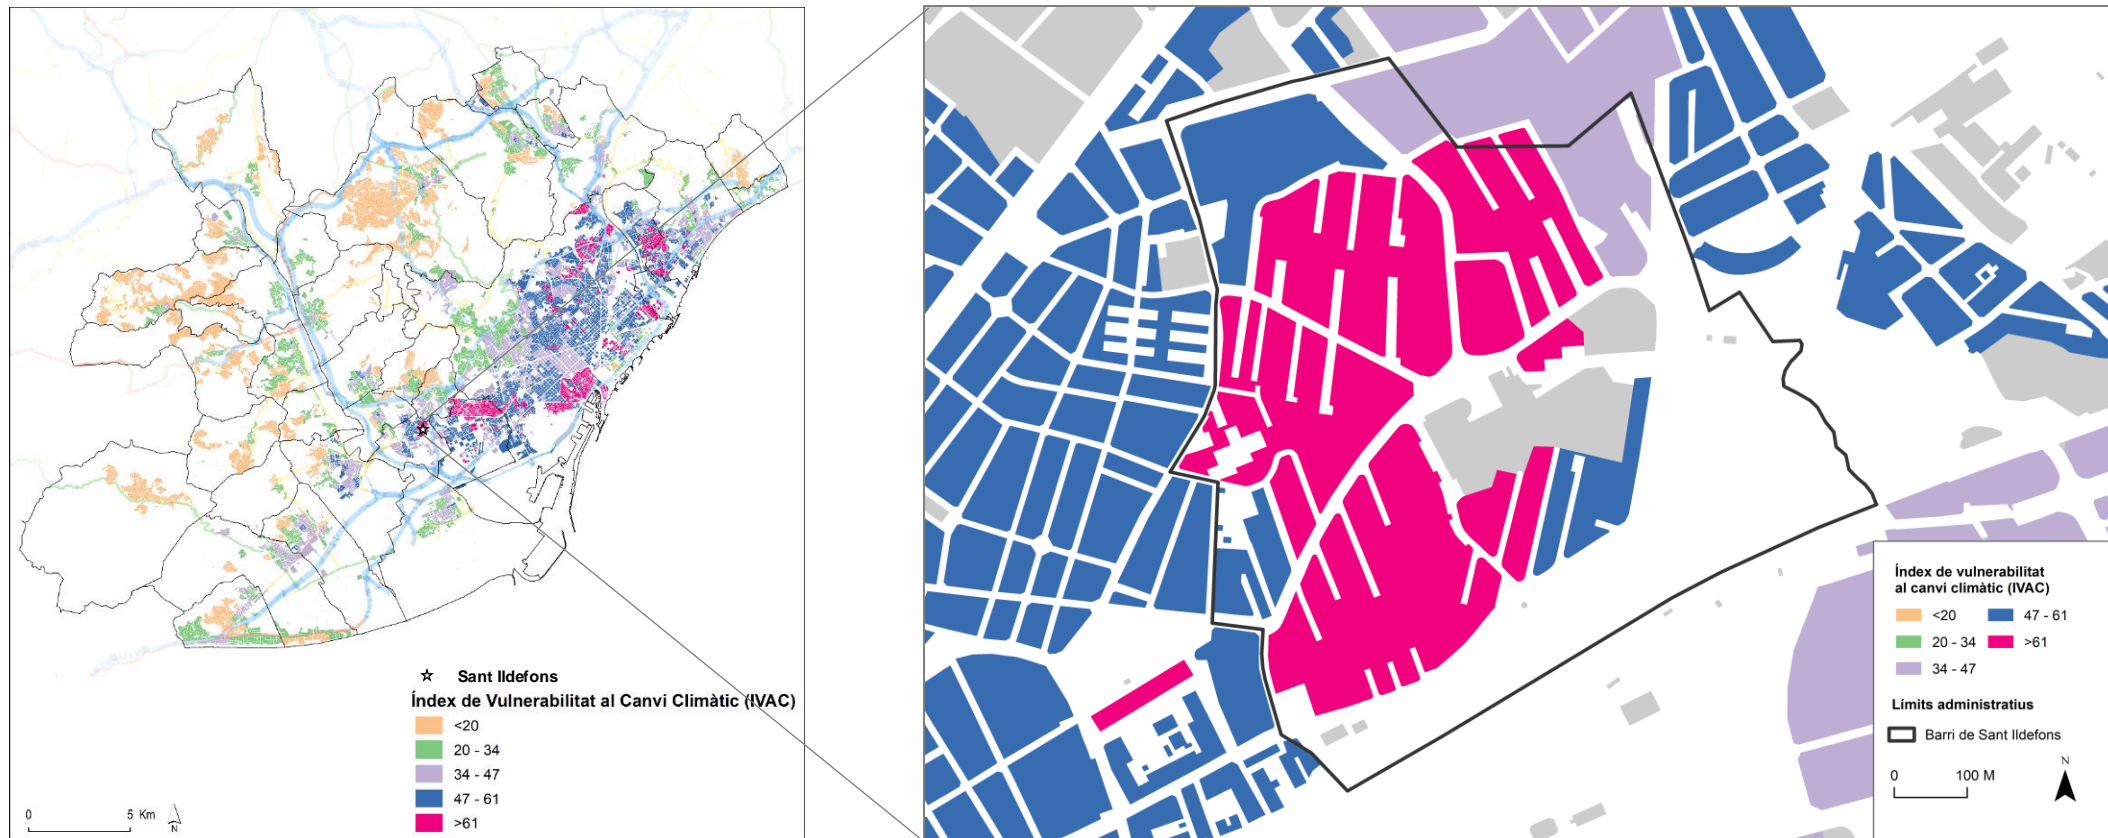 Sant Ildefons
Índex de Vulnerabilitat al Canvi Climàtic (IVAC)
<20
20 - 34
34 - 47
47 - 61
>61
0 5 Km
N
Índex de vulnerabilitat
al canvi climàtic (IVAC)
<20 47 - 61
20 - 34 >61
34 - 47
Límits administratius
Barri de Sant Ildefons
0 100 M
N